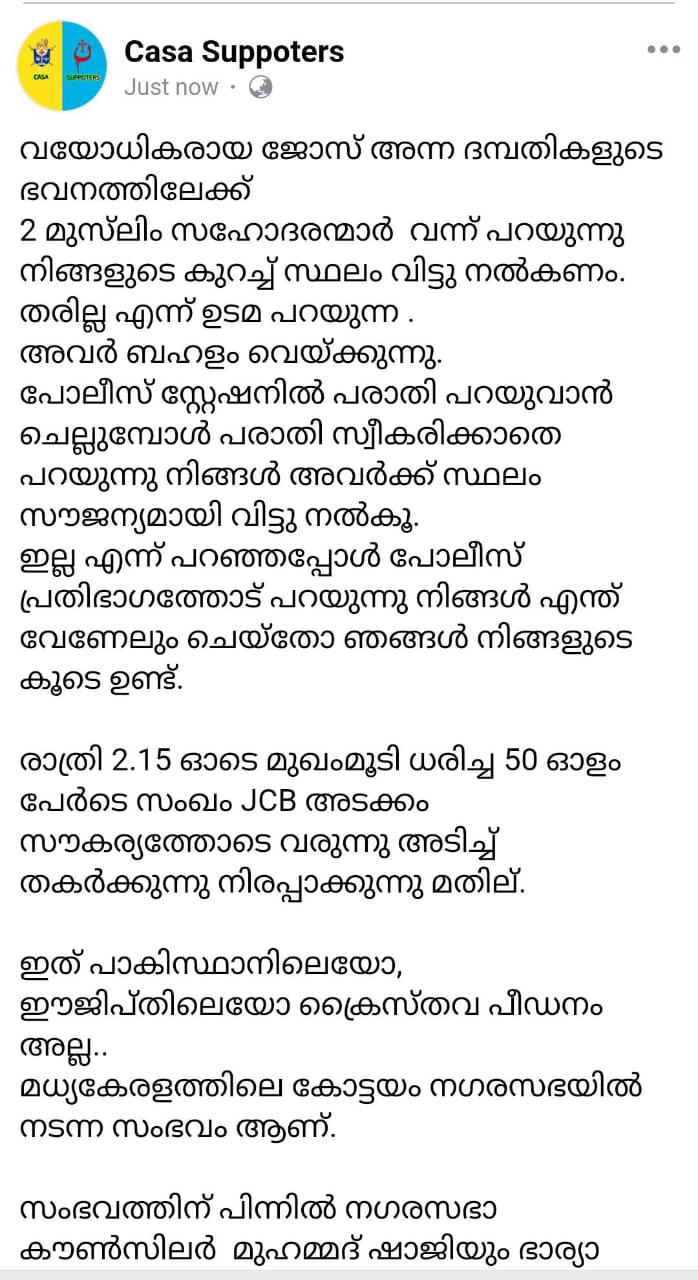 CASA
SUPPOTERS
Casa Suppoters
Just now ·
വയോധികരായ ജോസ് അന്ന ദമ്പതികളുടെ
ഭവനത്തിലേക്ക്
2 മുസ്ലിം സഹോദരന്മാർ വന്ന് പറയുന്നു
നിങ്ങളുടെ കുറച്ച് സ്ഥലം വിട്ടു നൽകണം.
തരില്ല എന്ന് ഉടമ പറയുന്ന .
അവർ ബഹളം വെയ്ക്കുന്നു.
പോലീസ് സ്റ്റേഷനിൽ പരാതി പറയുവാൻ
ചെല്ലുമ്പോൾ പരാതി സ്വീകരിക്കാതെ
പറയുന്നു നിങ്ങൾ അവർക്ക് സ്ഥലം
സൗജന്യമായി വിട്ടു നൽകൂ.
ഇല്ല എന്ന് പറഞ്ഞപ്പോൾ പോലീസ്
പ്രതിഭാഗത്തോട് പറയുന്നു നിങ്ങൾ എന്ത്
വേണേലും ചെയ്തോ ഞങ്ങൾ നിങ്ങളുടെ
കൂടെ ഉണ്ട്.
രാത്രി 2.15 ഓടെ മുഖംമൂടി ധരിച്ച 50 ഓളം
പേർടെ സംഘം JCB അടക്കം
സൗകര്യത്തോടെ വരുന്നു അടിച്ച്
തകർക്കുന്നു നിരപ്പാക്കുന്നു മതില്.
ഇത് പാകിസ്ഥാനിലെയോ,
ഈജിപ്തിലെയോ ക്രൈസ്തവ പീഡനം
അല്ല..
മധ്യകേരളത്തിലെ കോട്ടയം നഗരസഭയിൽ
നടന്ന സംഭവം ആണ്.
സംഭവത്തിന് പിന്നിൽ നഗരസഭാ
കൗൺസിലർ മുഹമ്മദ് ഷാജിയും ഭാര്യാ